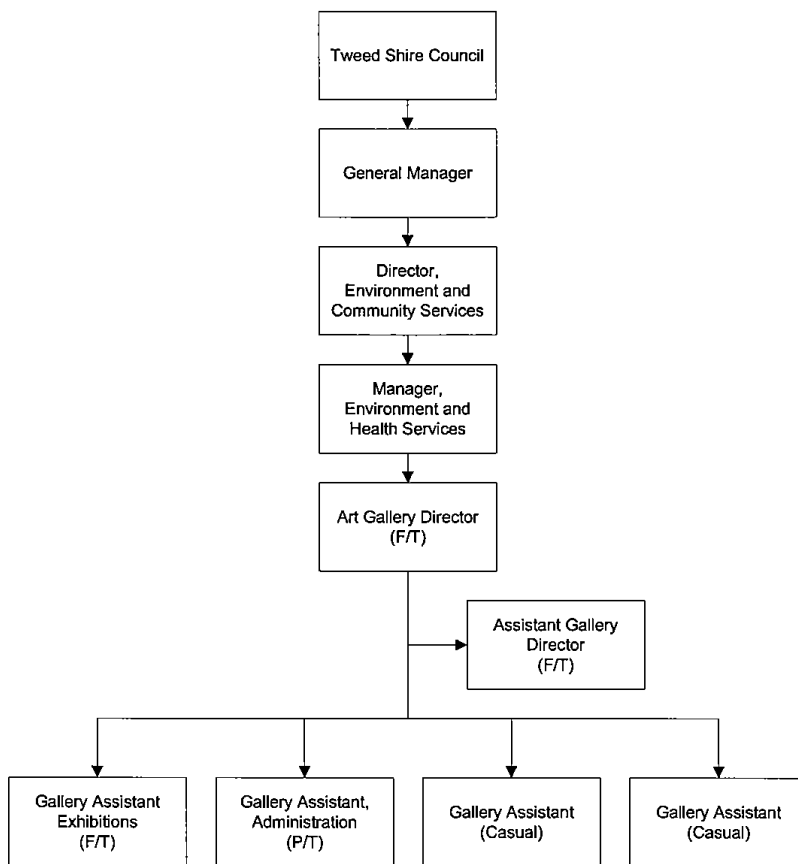 Tweed Shire Council
General Manager
Director,
Environment and
Community Services
Manager,
Environment and
Health Services
Art Gallery Director
(F/T)
Assistant Gallery
Director
(F/T)
Gallery Assistant
Exhibitions
(F/T)
Gallery Assistant,
Administration
(P/T)
Gallery Assistant
(Casual)
Gallery Assistant
(Casual)